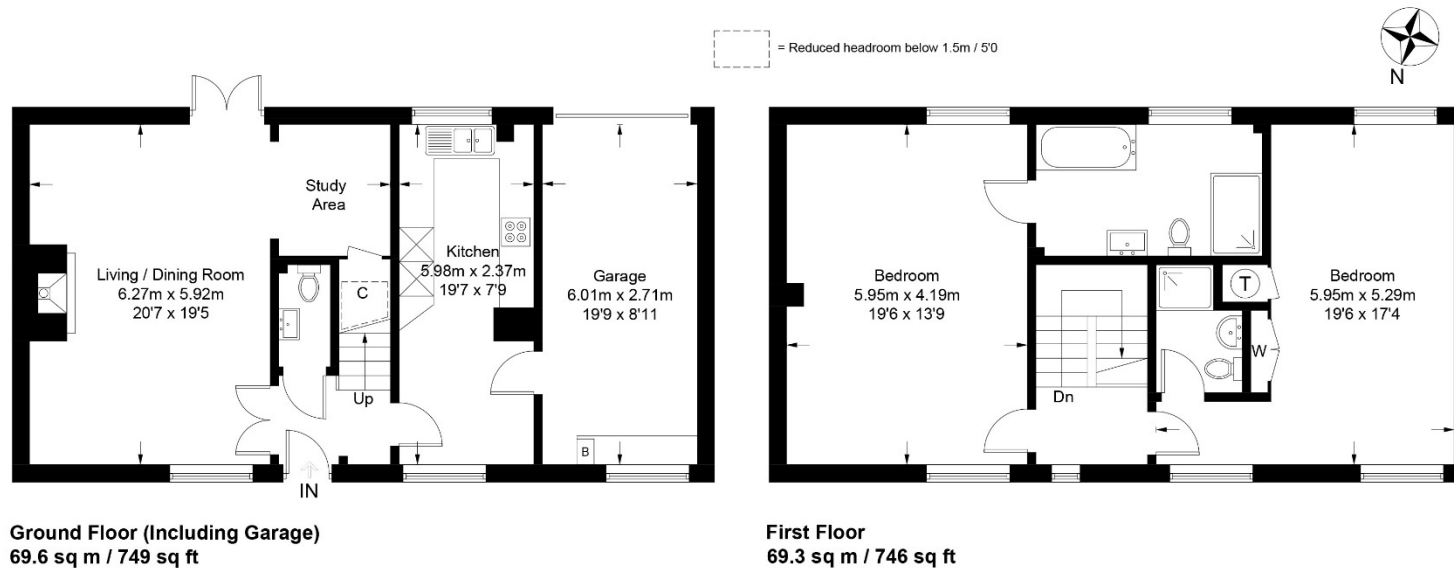 = Reduced headroom below 1.5m / 5'0
N
Study
Area
Living / Dining Room
6.27m x 5.92m
20'7 x 19'5
C
Up
IN
Kitchen
5.98m x 2.37m
19'7 x 7'9
Garage
6.01m x 2.71m
19'9 x 8'11
B
Bedroom
5.95m x 4.19m
19'6 x 13'9
Dn
T
W
Bedroom
5.95m x 5.29m
19'6 x 17'4
Ground Floor (Including Garage)
69.6 sq m / 749 sq ft
First Floor
69.3 sq m / 746 sq ft